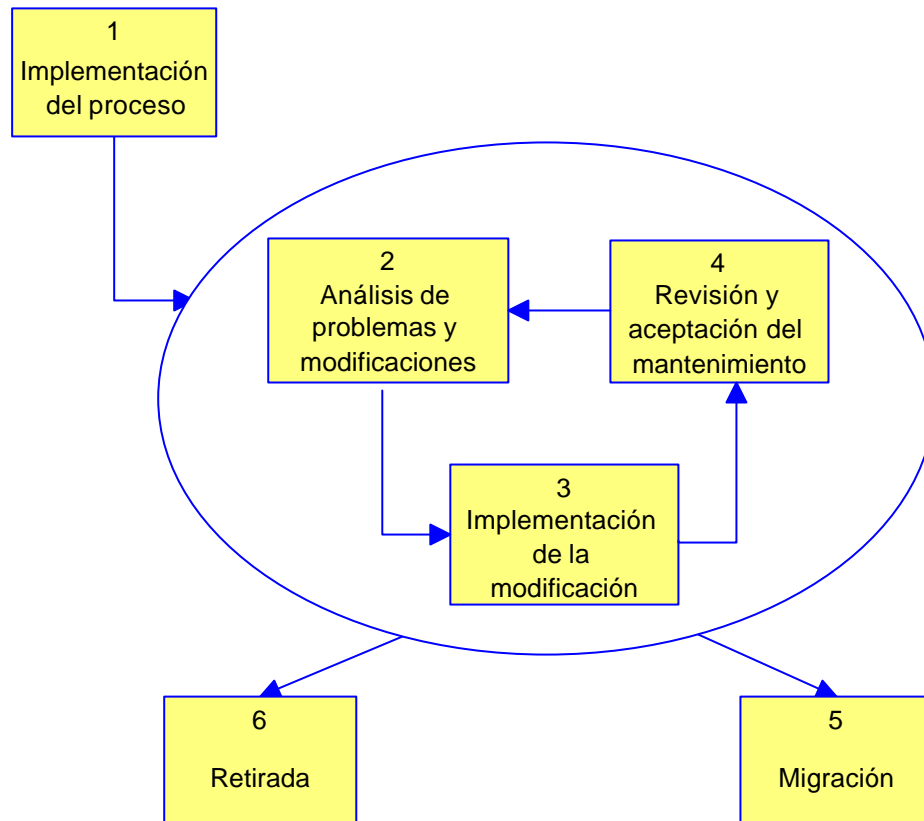 1
Implementación
del proceso
2
Análisis de
problemas y
modificaciones
4
Revisión y
aceptación del
mantenimiento
3
Implementación
de la
modificación
6
Retirada
5
Migración